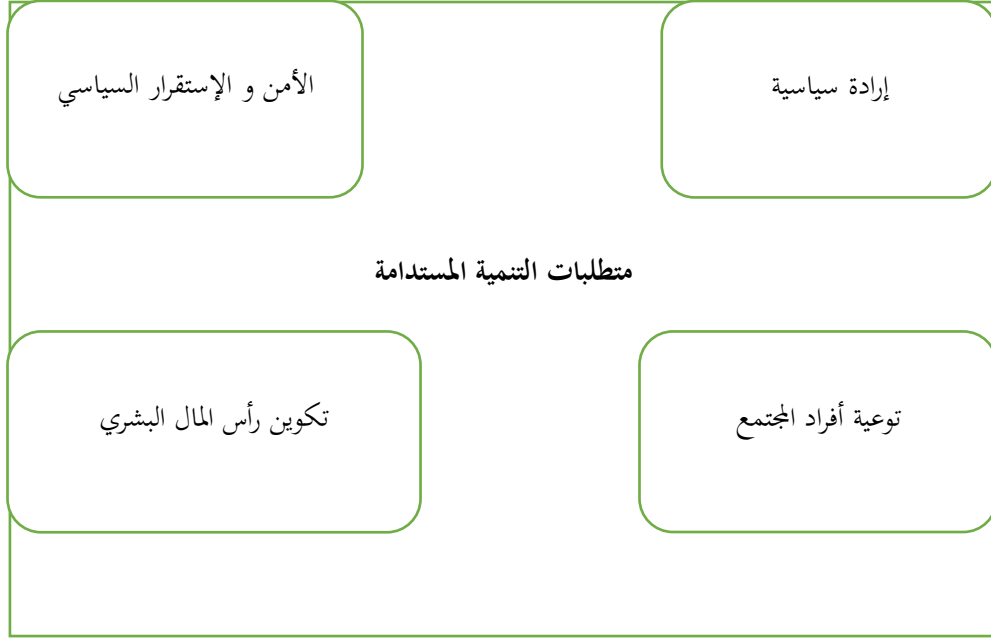 إرادة سياسية
الأمن و الإستقرار السياسي
متطلبات التنمية المستدامة
توعية أفراد المجتمع
تكوين رأس المال البشري